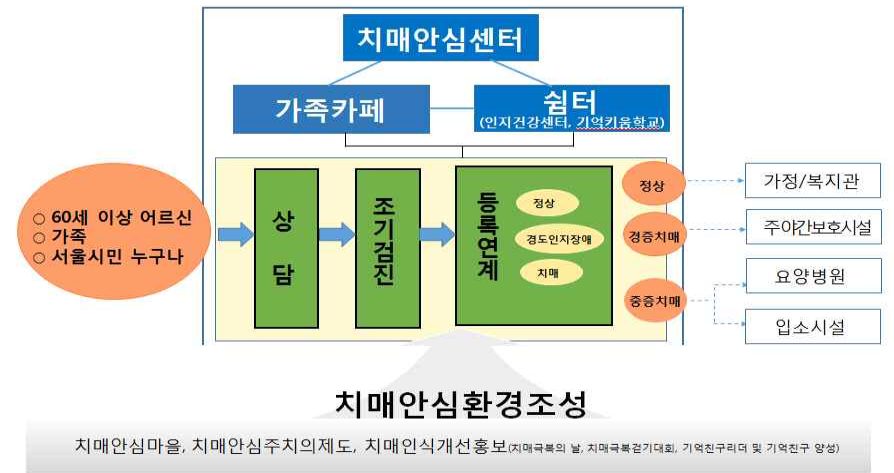 치매안심센터
가족카페
쉼터
(인지건강센터, 기억키움학교)
○ 60세 이상 어르신
○ 가족
○ 서울시민 누구나
상담
조기검진
등록연계
정상
경도인지장애
치매
정상
경증치매
중증치매
가정/복지관
주야간보호시설
요양병원
입소시설
치매안심환경조성
치매안심마을, 치매안심주치의제도, 치매인식개선홍보(치매극복의 날, 치매극복걷기대회, 기억친구리더 및 기억친구 양성)